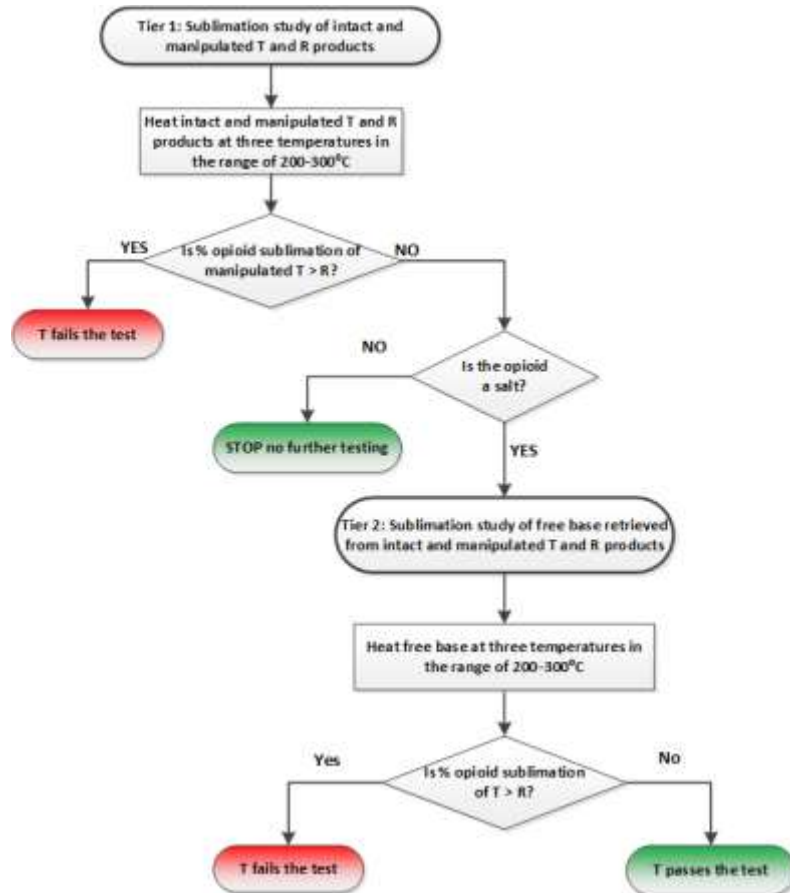 Tier 1: Sublimation study of intact and
manipulated T and R products
Heat intact and manipulated T and R
products at three temperatures in
the range of 200-300⁰C
YES
Is % opioid sublimation of
manipulated T > R?
NO
T fails the test
NO
Is the opioid
a salt?
STOP no further testing
YES
Tier 2: Sublimation study of free base retrieved
from intact and manipulated T and R products
Heat free base at three temperatures in
the range of 200-300⁰C
Yes
Is % opioid sublimation
of T > R?
No
T fails the test
T passes the test